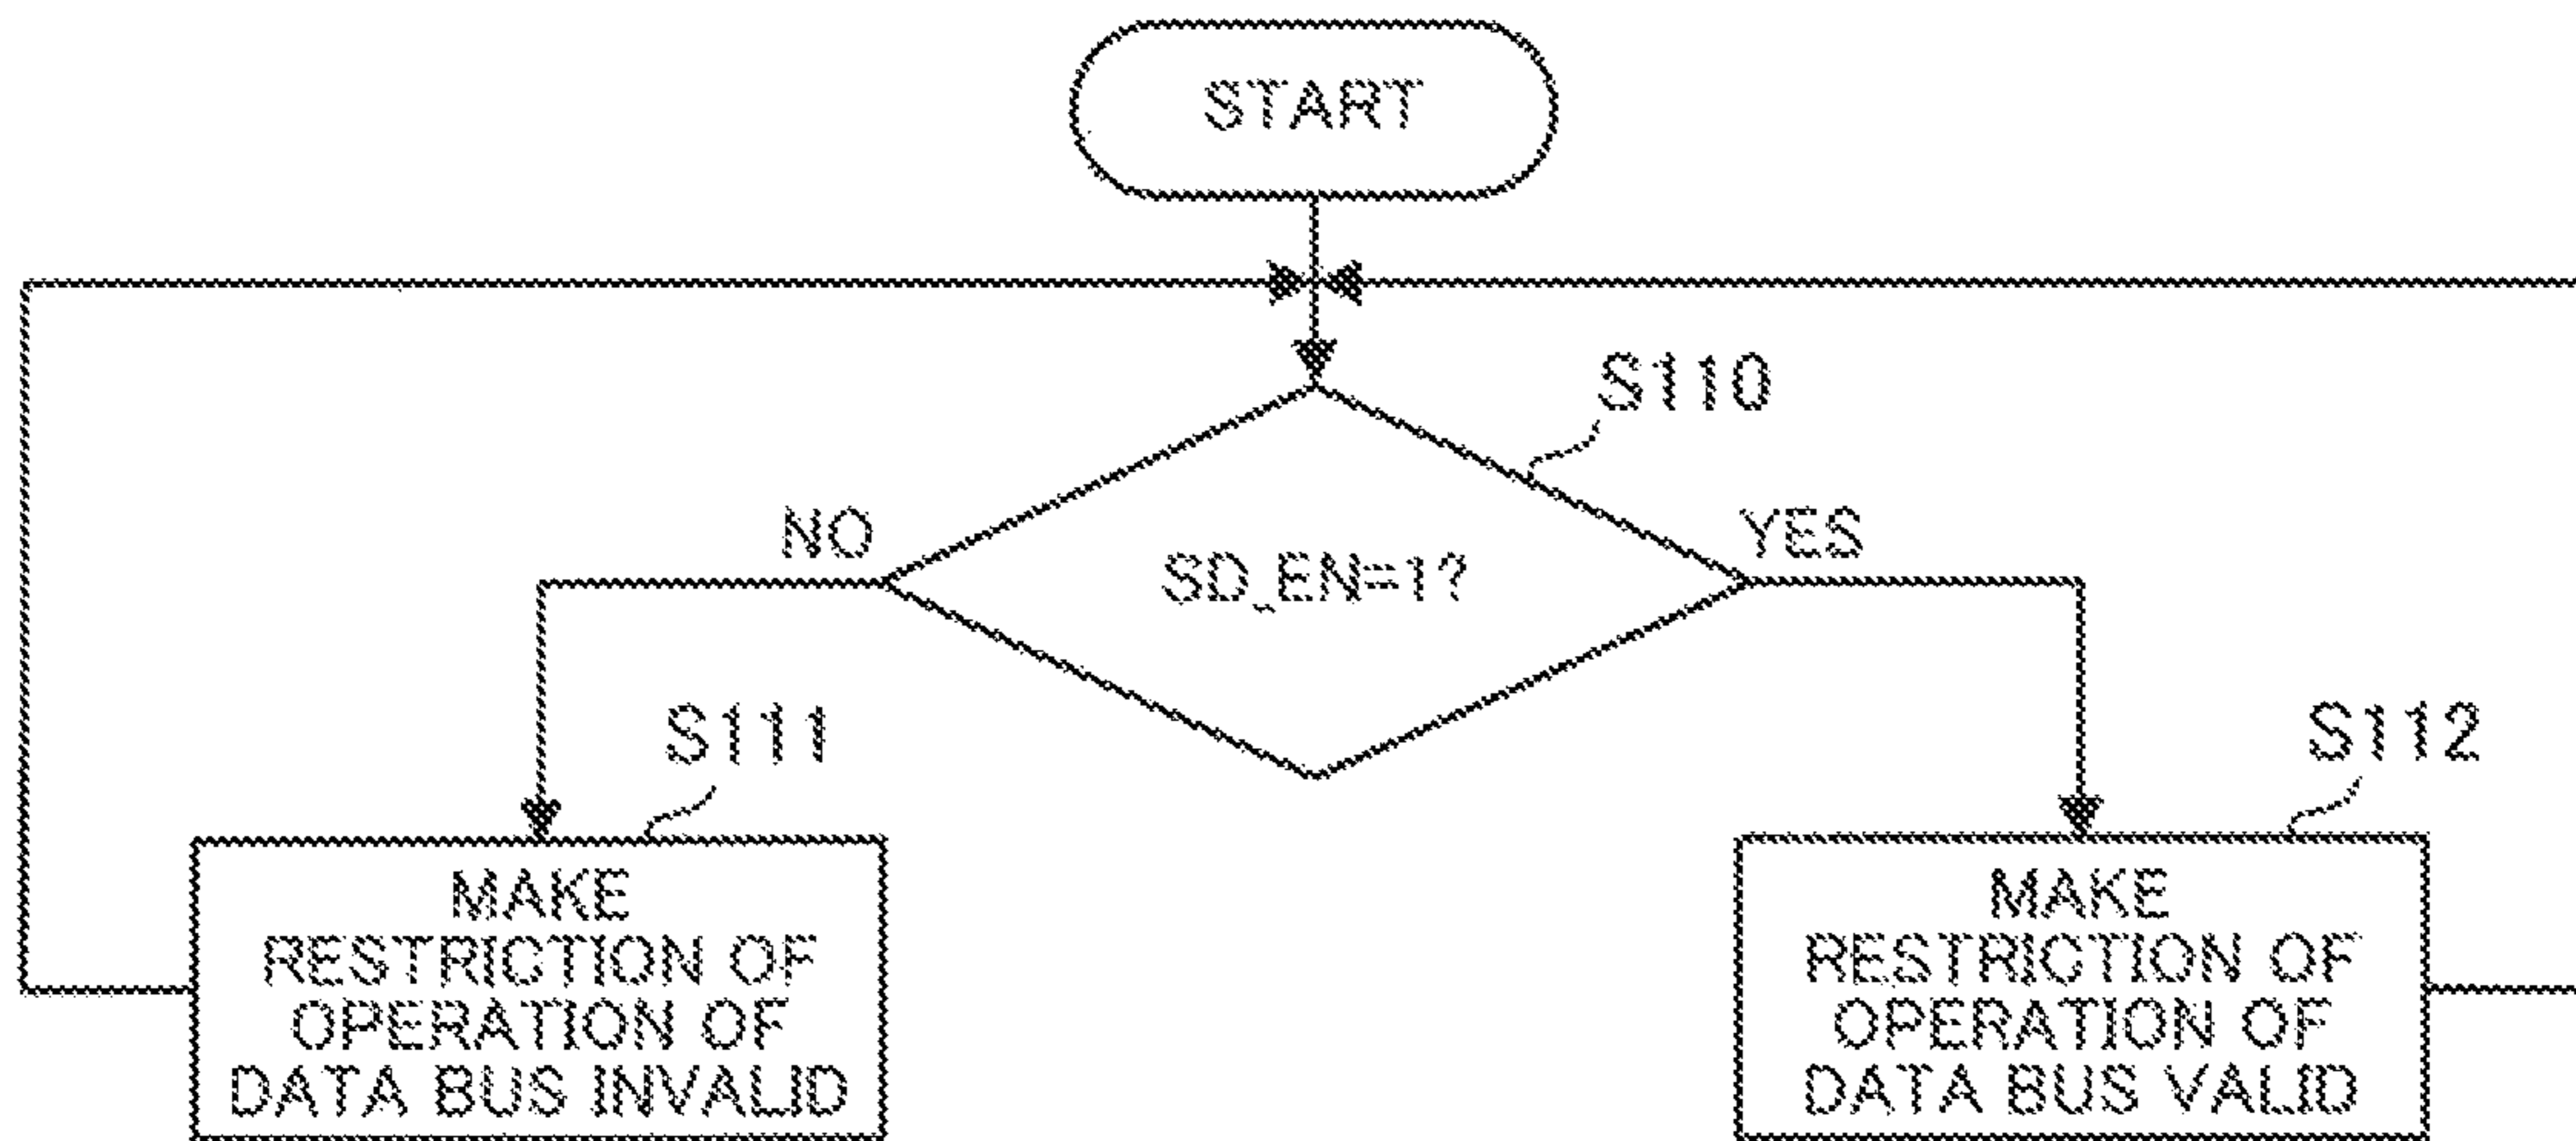 START
S110
NO
YES
SD_EN=1?
S111
S112
MAKE
RESTRICTION OF
OPERATION OF
DATA BUS INVALID
MAKE
RESTRICTION OF
OPERATION OF
DATA BUS VALID